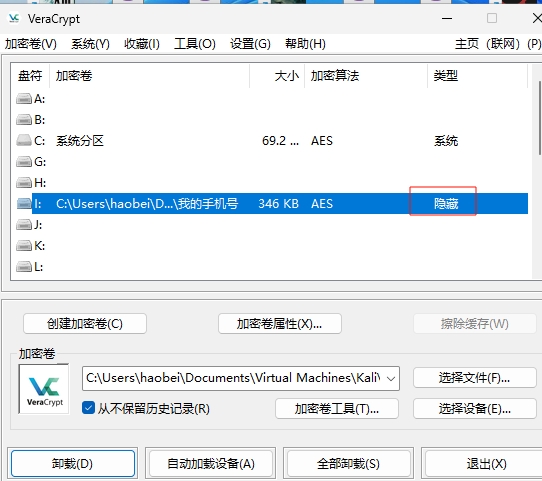 VeraCrypt
加密卷(V) 系统(Y) 收藏(I) 工具(O) 设置(G) 帮助(H) 主页 (联网) (P)
盘符 加密卷 大小 加密算法 类型
A:
B:
C: 系统分区 69.2 ... AES 系统
G:
H:
I: C:\Users\haobei\D...\我的手机号 346 KB AES 隐藏
J:
K:
L:
创建加密卷(C) 加密卷属性(X)... 擦除缓存(W)
加密卷
VeraCrypt
C:\Users\haobei\Documents\Virtual Machines\Kali\ 选择文件(F)...
从不保留历史记录(R) 加密卷工具(T)... 选择设备(E)...
卸载(D) 自动加载设备(A) 全部卸载(S) 退出(X)